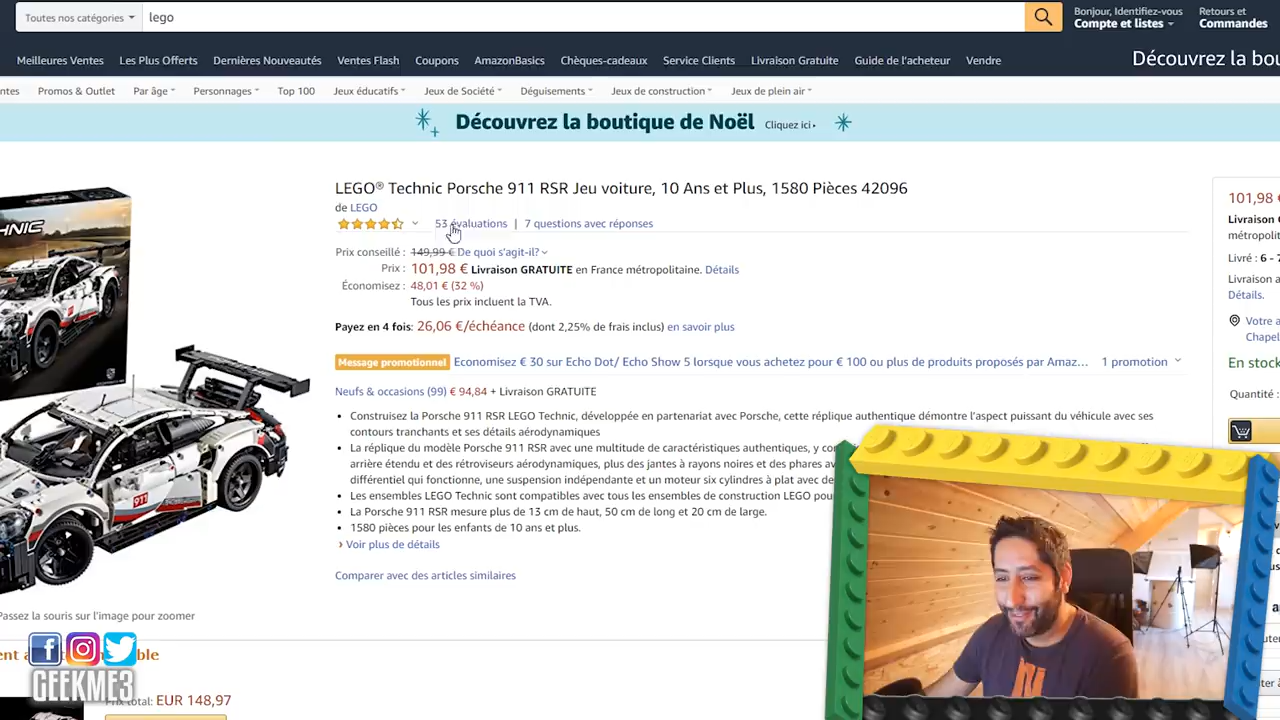 Toutes nos catégories
lego
Bonjour, Identifiez-vous
Compte et listes
Retours et
Commandes
Meilleures Ventes
Les Plus Offerts
Dernières Nouveautés
Ventes Flash
Coupons
AmazonBasics
Chèques-cadeaux
Service Clients
Livraison Gratuite
Guide de l'acheteur
Vendre
Découvrez la bou
ntes
Promos & Outlet
Par âge
Personnages
Top 100
Jeux éducatifs
Jeux de Société
Déguisements
Jeux de construction
Jeux de plein air
Découvrez la boutique de Noël Cliquez ici
LEGO® Technic Porsche 911 RSR Jeu voiture, 10 Ans et Plus, 1580 Pièces 42096
de LEGO
53 évaluations | 7 questions avec réponses
Prix conseillé : 149,99 € De quoi s'agit-il?
Prix : 101,98 € Livraison GRATUITE en France métropolitaine. Détails
Économisez : 48,01 € (32 %)
Tous les prix incluent la TVA.
Payez en 4 fois: 26,06 €/échéance (dont 2,25% de frais inclus) en savoir plus
Message promotionnel Economisez € 30 sur Echo Dot/ Echo Show 5 lorsque vous achetez pour € 100 ou plus de produits proposés par Amaz… 1 promotion
Neufs & occasions (99) € 94,84 + Livraison GRATUITE
Construisez la Porsche 911 RSR LEGO Technic, développée en partenariat avec Porsche, cette réplique authentique démontre l'aspect puissant du véhicule avec ses
contours tranchants et ses détails aérodynamiques
La réplique du modèle Porsche 911 RSR avec une multitude de caractéristiques authentiques, y co
arrière étendu et des rétroviseurs aérodynamiques, plus des jantes à rayons noires et des phares av
différentiel qui fonctionne, une suspension indépendante et un moteur six cylindres à plat avec de
Les ensembles LEGO Technic sont compatibles avec tous les ensembles de construction LEGO pou
La Porsche 911 RSR mesure plus de 13 cm de haut, 50 cm de long et 20 cm de large.
1580 pièces pour les enfants de 10 ans et plus.
Voir plus de détails
Comparer avec des articles similaires
101,98 €
Livraison
métropolit
Livré : 6 - 7
Livraison a
Détails.
Votre a
Chapel
En stock
Quantité :
HNIC
911
Passez la souris sur l'image pour zoomer
ent a
ble
GEEKME3
Prix total: EUR 148,97